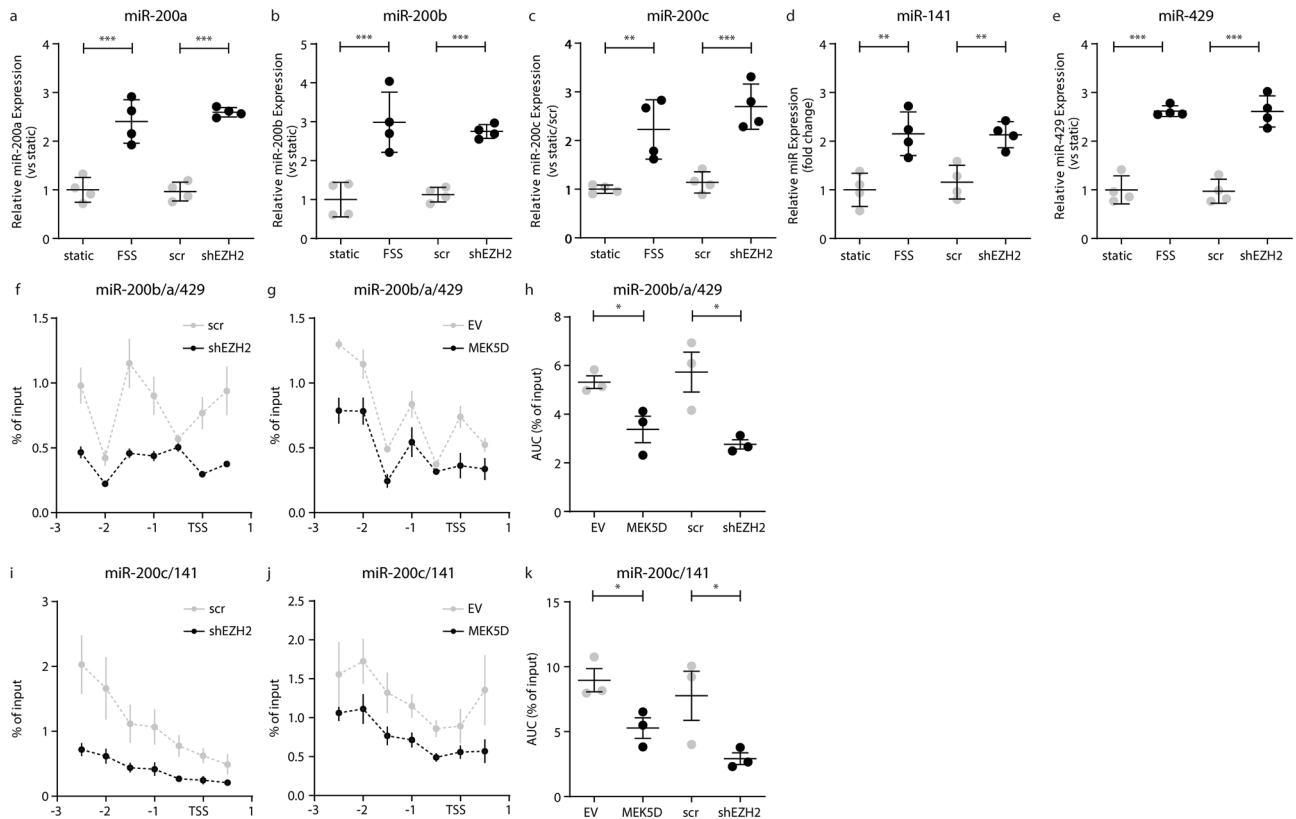 a miR-200a
Relative miR-200a Expression
(vs static)
4
3
2
1
0
*** ***
static FSS scr shEZH2
b miR-200b
Relative miR-200b Expression
(vs static)
5
4
3
2
1
0
*** ***
static FSS scr shEZH2
c miR-200c
Relative miR-200c Expression
(vs static/scr)
4
3
2
1
0
** ***
static FSS scr shEZH2
d miR-141
Relative miR Expression
(fold change)
4
3
2
1
0
** **
static FSS scr shEZH2
e miR-429
Relative miR-429 Expression
(vs static)
4
3
2
1
0
*** ***
static FSS scr shEZH2
f miR-200b/a/429
% of input
1.5
1.0
0.5
0.0
scr
shEZH2
-3 -2 -1 TSS 1
g miR-200b/a/429
% of input
1.5
1.0
0.5
0.0
EV
MEK5D
-3 -2 -1 TSS 1
h miR-200b/a/429
AUC (% of input)
8
6
4
2
0
* *
EV MEK5D scr shEZH2
i miR-200c/141
% of input
3
2
1
0
scr
shEZH2
-3 -2 -1 TSS 1
j miR-200c/141
% of input
2.5
2.0
1.5
1.0
0.5
0.0
EV
MEK5D
-3 -2 -1 TSS 1
k miR-200c/141
AUC (% of input)
15
10
5
0
* *
EV MEK5D scr shEZH2